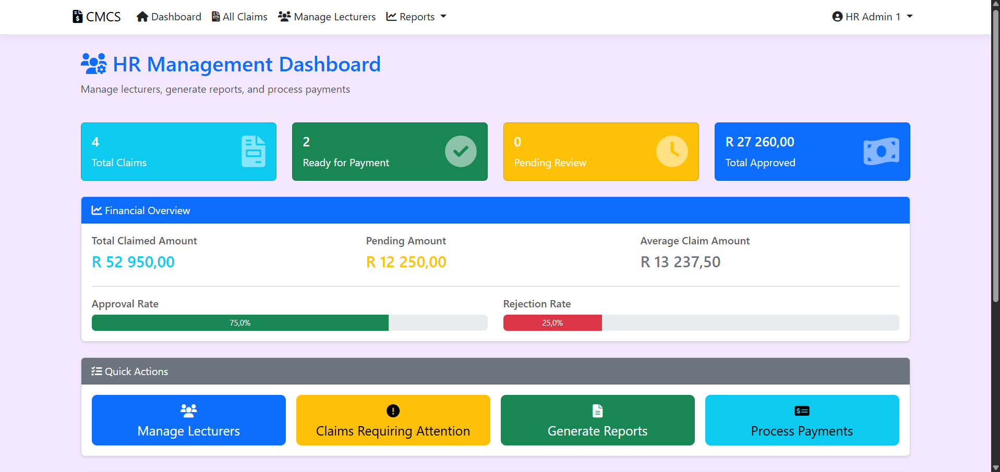 CMCS Dashboard All Claims Manage Lecturers Reports HR Admin 1
HR Management Dashboard
Manage lecturers, generate reports, and process payments
4
Total Claims
2
Ready for Payment
0
Pending Review
R 27 260,00
Total Approved
Financial Overview
Total Claimed Amount
R 52 950,00
Pending Amount
R 12 250,00
Average Claim Amount
R 13 237,50
Approval Rate
75,0%
Rejection Rate
25,0%
Quick Actions
Manage Lecturers
Claims Requiring Attention
Generate Reports
Process Payments